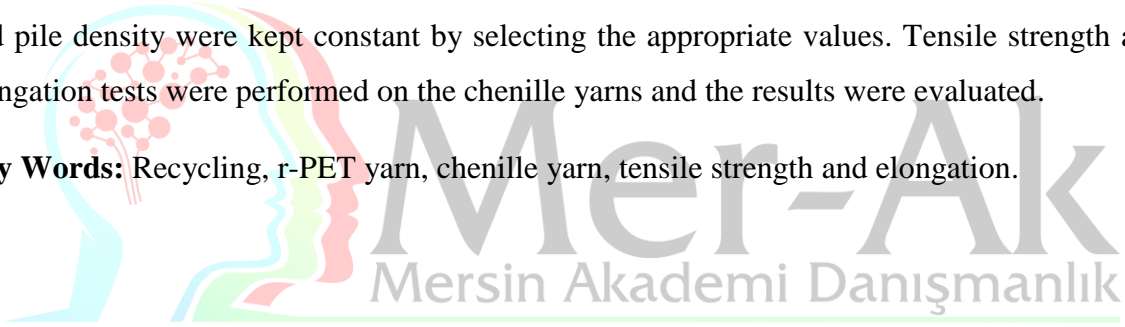 d pile density were kept constant by selecting the appropriate values. Tensile strength a
ngation tests were performed on the chenille yarns and the results were evaluated.
y Words: Recycling, r-PET yarn, chenille yarn, tensile strength and elongation.
Mer-Ak
Mersin Akademi Danışmanlık